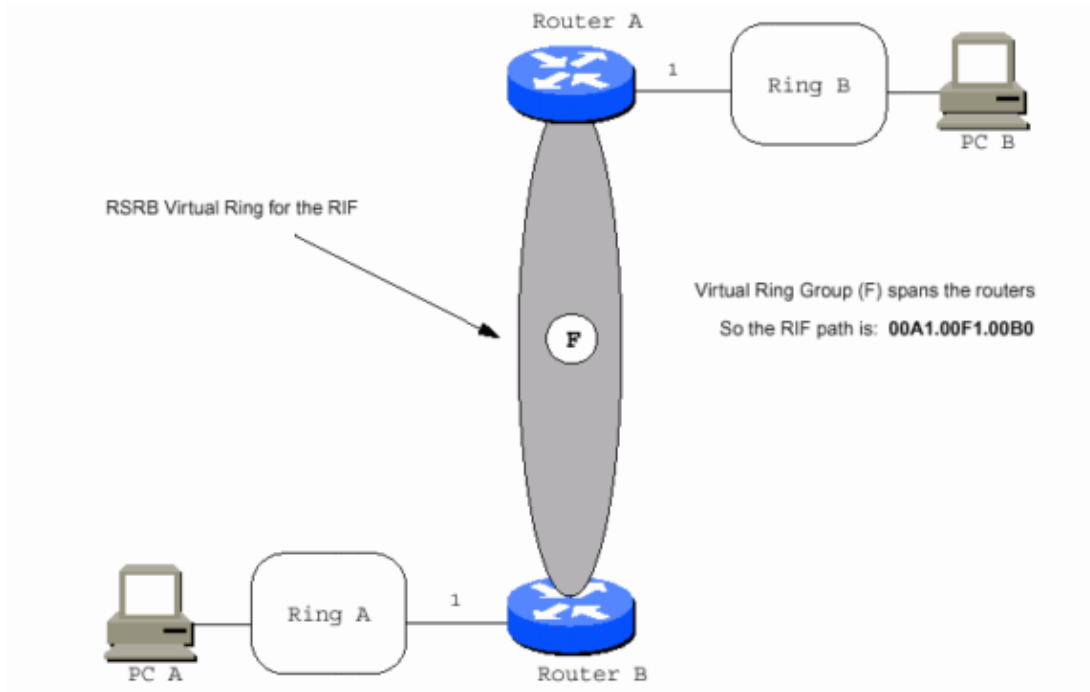 Router A
1
Ring B
PC B
RSRB Virtual Ring for the RIF
Virtual Ring Group (F) spans the routers
So the RIF path is: 00A1.00F1.00B0
F
Ring A
1
PC A
Router B